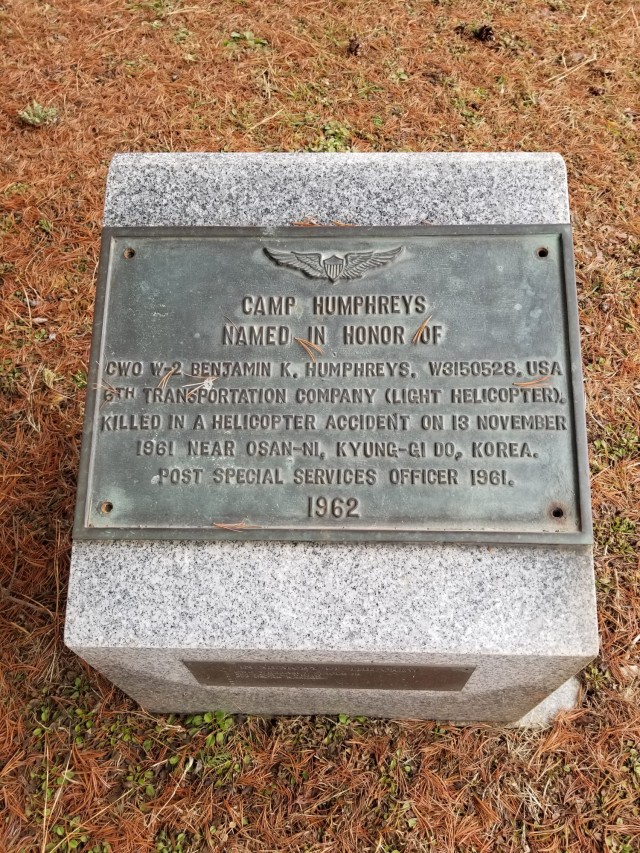 CAMP HUMPHREYS
NAMED IN HONOR OF
CWO W-2 BENJAMIN K. HUMPHREYS, W3150528, USA
6TH TRANSPORTATION COMPANY (LIGHT HELICOPTER),
KILLED IN A HELICOPTER ACCIDENT ON 13 NOVEMBER
1961 NEAR OSAN-NI, KYUNG-GI DO, KOREA.
POST SPECIAL SERVICES OFFICER 1961.
1962